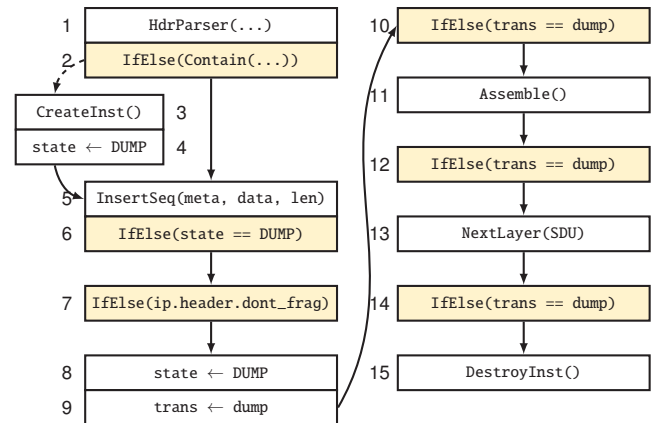 1 HdrParser(...)
2 IfElse(Contain(...))
CreateInst() 3
state ← DUMP 4
5 InsertSeq(meta, data, len)
6 IfElse(state == DUMP)
7 IfElse(ip.header.dont_frag)
8 state ← DUMP
9 trans ← dump
10 IfElse(trans == dump)
11 Assemble()
12 IfElse(trans == dump)
13 NextLayer(SDU)
14 IfElse(trans == dump)
15 DestroyInst()